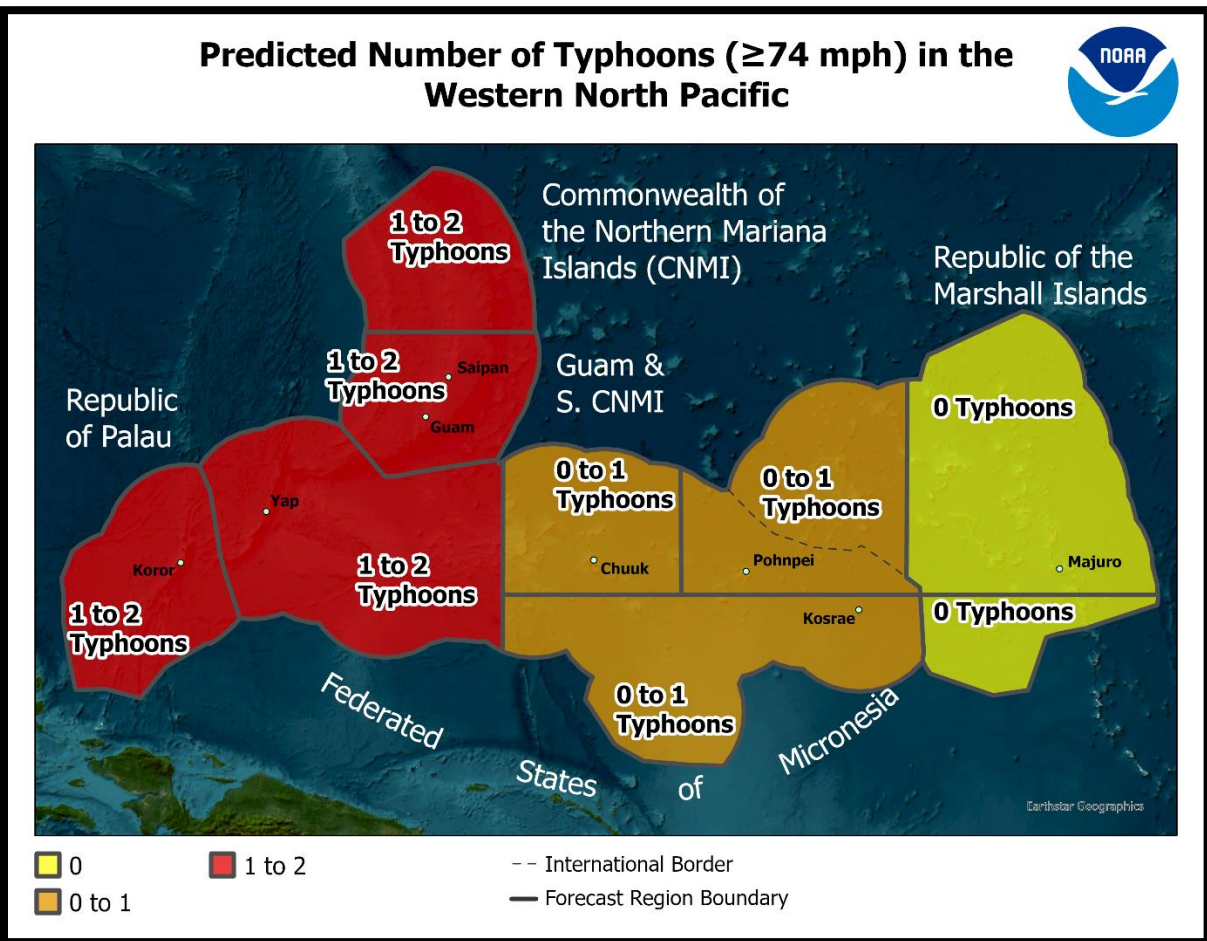 Predicted Number of Typhoons (≥74 mph) in the
Western North Pacific
NOAA
1 to 2
Typhoons
Commonwealth of
the Northern Mariana
Islands (CNMI)
Republic of the
Marshall Islands
1 to 2
Typhoons
Saipan
Guam
Guam &
S. CNMI
Republic
of Palau
0 Typhoons
0 to 1
Typhoons
0 to 1
Typhoons
Yap
Koror
1 to 2
Typhoons
Chuuk
Pohnpei
Majuro
1 to 2
Typhoons
Kosrae
0 Typhoons
0 to 1
Typhoons
Federated
States
of
Micronesia
Earthstar Geographics
0
1 to 2
International Border
0 to 1
Forecast Region Boundary